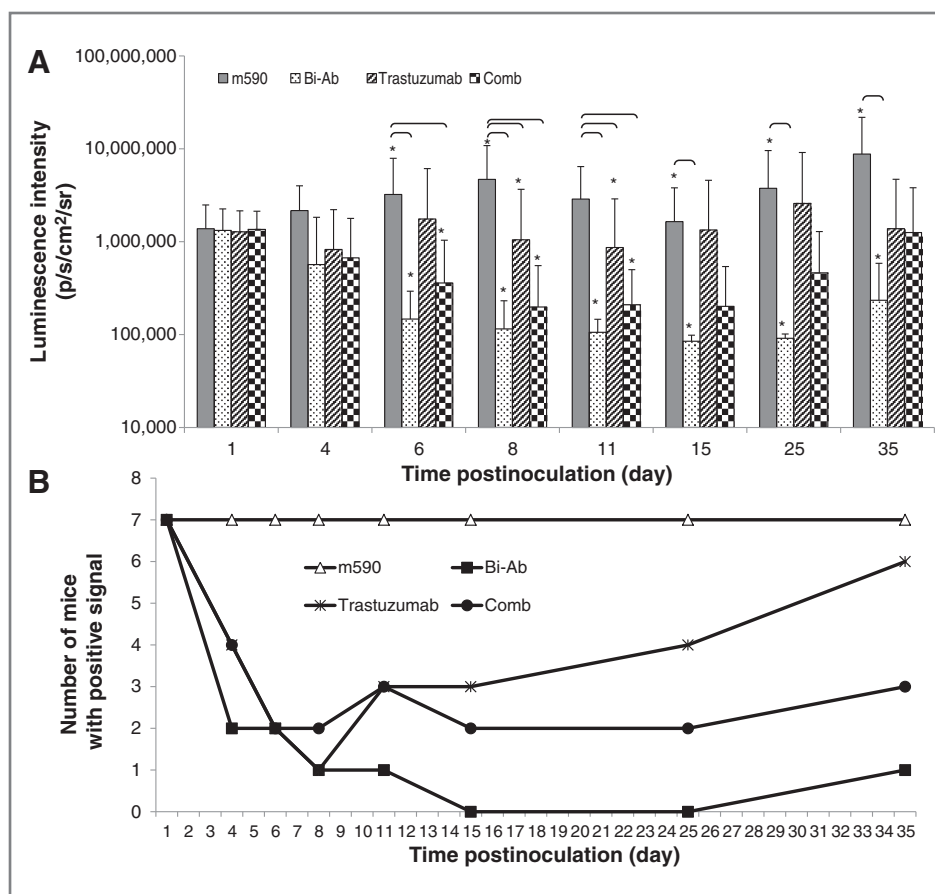 A
100,000,000
10,000,000
1,000,000
100,000
10,000
Luminescence intensity
(p/s/cm²/sr)
m590 Bi-Ab Trastuzumab Comb
* * * * * * * * * * * * * * * * *
1 4 6 8 11 15 25 35
Time postinoculation (day)
B
8
7
6
5
4
3
2
1
0
Number of mice
with positive signal
m590 Bi-Ab
Trastuzumab Comb
1 2 3 4 5 6 7 8 9 10 11 12 13 14 15 16 17 18 19 20 21 22 23 24 25 26 27 28 29 30 31 32 33 34 35
Time postinoculation (day)